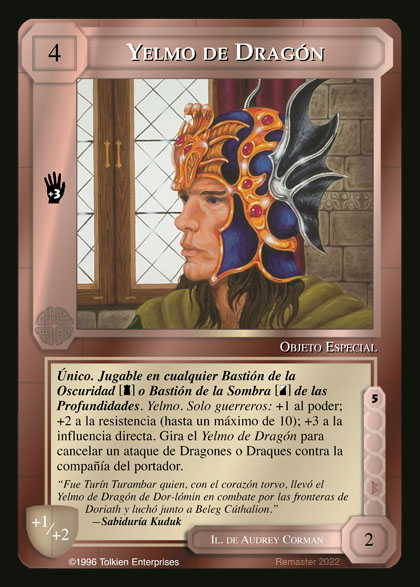 4
YELMO DE DRAGÓN
+3
OBJETO ESPECIAL
Único. Jugable en cualquier Bastión de la
Oscuridad [] o Bastión de la Sombra [] de las
Profundidades. Yelmo. Solo guerreros: +1 al poder;
+2 a la resistencia (hasta un máximo de 10); +3 a la
influencia directa. Gira el Yelmo de Dragón para
cancelar un ataque de Dragones o Draques contra la
compañía del portador.
“Fue Turín Turambar quien, con el corazón torvo, llevó el
Yelmo de Dragón de Dor-lómin en combate por las fronteras de
Doriath y luchó junto a Beleg Cúthalion.”
—Sabiduría Kuduk
5
+1/+2
IL. DE AUDREY CORMAN
2
©1996 Tolkien Enterprises
Remaster 2022